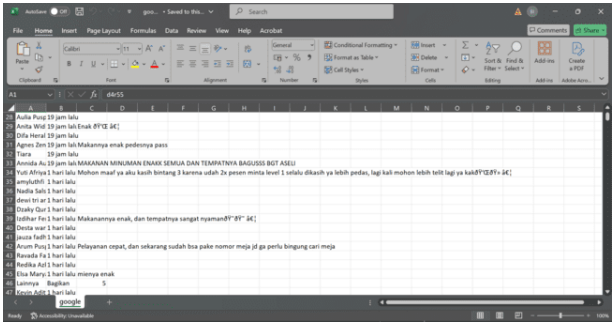 AutoSave Off goo... • Saved to this... Search
File Home Insert Page Layout Formulas Data Review View Help Acrobat Comments Share
Calibri 11 General Conditional Formatting Insert
Paste B I U Format as Table Delete Sort & Find & Add-ins Create
Cell Styles Format Filter Select a PDF
Clipboard Font Alignment Number Styles Cells Editing Add-ins Adobe Acro...
A1 fx d4r55
A B C D E F G H I J K L M N O P Q R S
28 Aulia Pusp 19 jam lalu
29 Anita Wid 19 jam lalu Enak ðŸ'Œ â€¦
30 Difa Heral 19 jam lalu
31 Agnes Zen 19 jam lalu Makannya enak pedesnya pass
32 Tiara 19 jam lalu
33 Annida Au 19 jam lalu MAKANAN MINUMAN ENAKK SEMUA DAN TEMPATNYA BAGUSSS BGT ASELI
34 Yuti Afriya 1 hari lalu Mohon maaf ya aku kasih bintang 3 karena udah 2x pesen minta level 1 selalu dikasih ya lebih pedas, lagi kali mohon lebih teliti lagi ya kak
35 amyluthfi 1 hari lalu
36 Nadia Sals 1 hari lalu
37 dewi tri ar 1 hari lalu
38 Dzaky Qur 1 hari lalu
39 Izdihar Fer 1 hari lalu Makanannya enak, dan tempatnya sangat nyaman
40 Desta war 1 hari lalu
41 jauza fadh 1 hari lalu
42 Arum Pusp 1 hari lalu Pelayanan cepat, dan sekarang sudah bsa pake nomor meja jd ga perlu bingung cari meja
43 Ravada Fa 1 hari lalu
44 Redika Azl 1 hari lalu
45 Elsa Mary 1 hari lalu mienya enak
46 Lainnya Bagikan 5
47 Kevin Adit 1 hari lalu
google
Ready Accessibility: Unavailable 100%